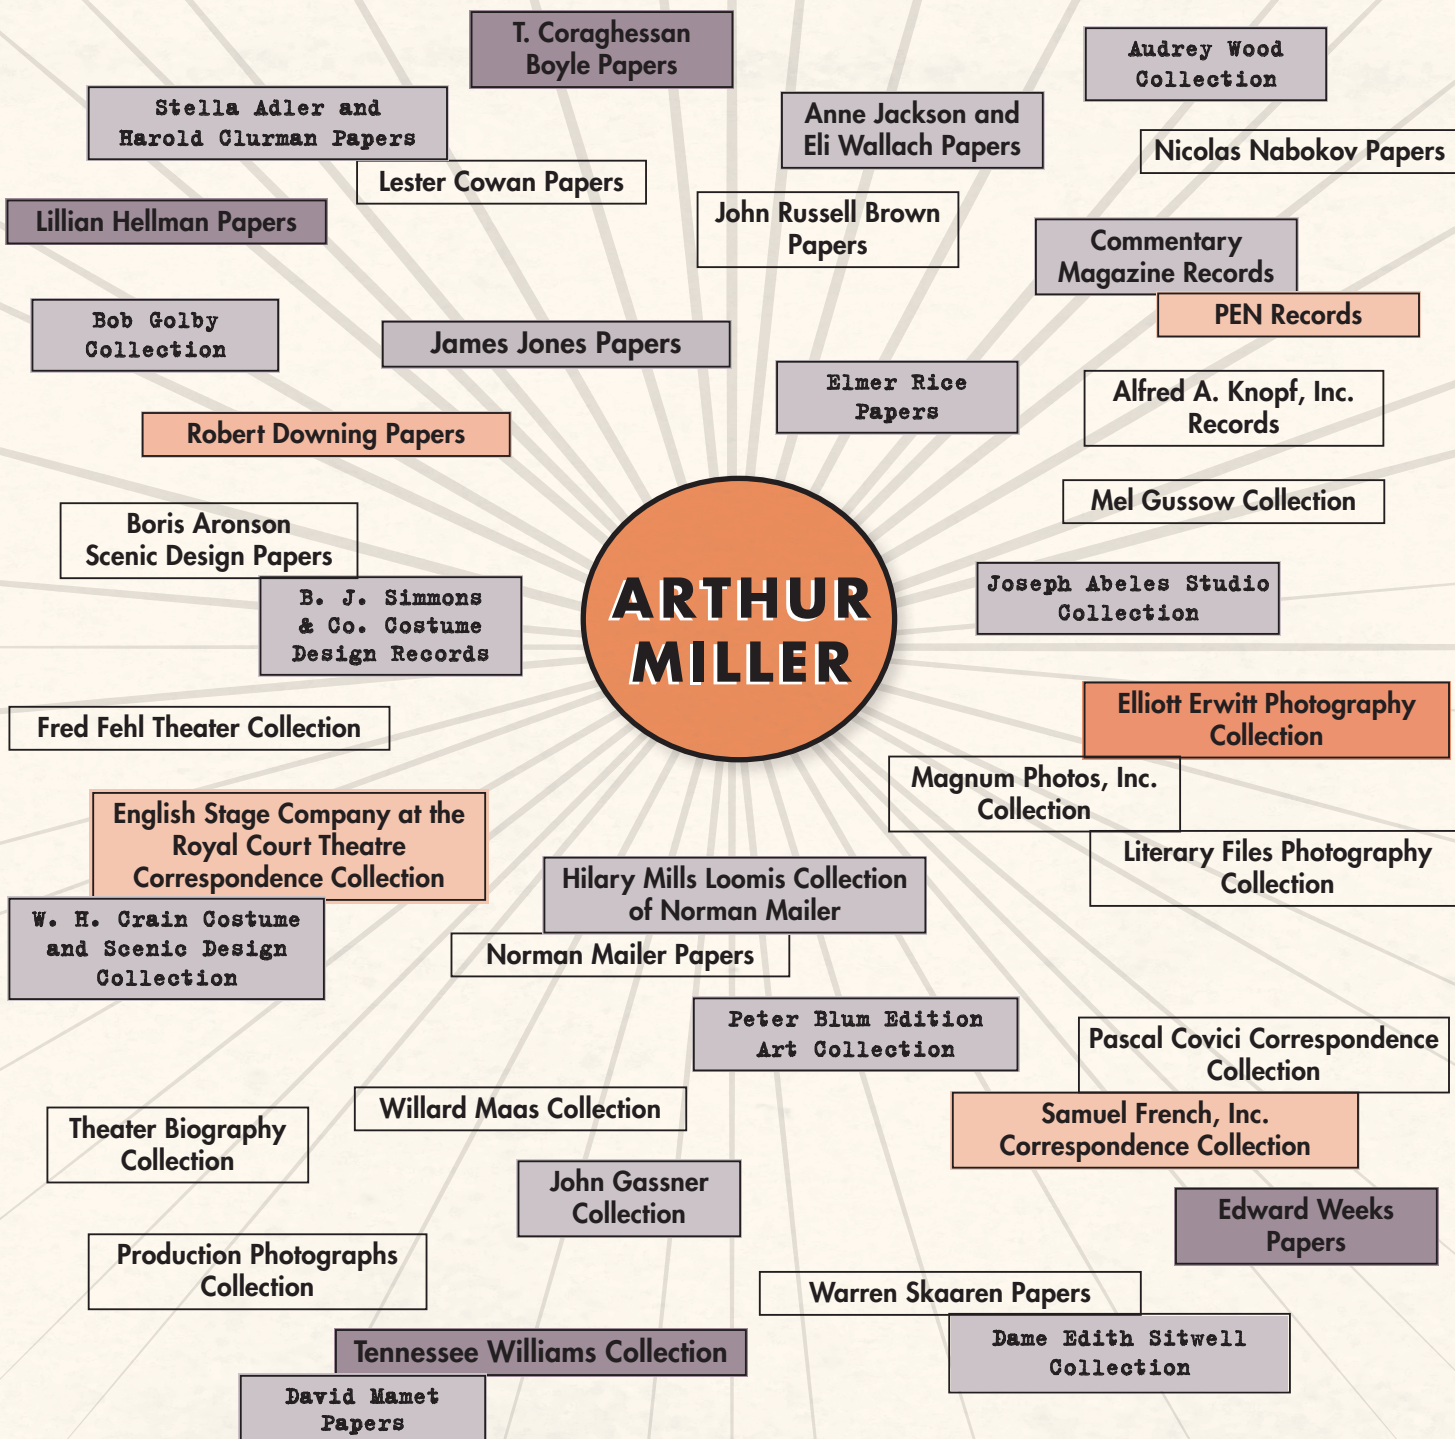 T. Coraghessan
Boyle Papers
Audrey Wood
Collection
Stella Adler and
Harold Clurman Papers
Anne Jackson and
Eli Wallach Papers
Nicolas Nabokov Papers
Lester Cowan Papers
Lillian Hellman Papers
John Russell Brown
Papers
Commentary
Magazine Records
PEN Records
Bob Golby
Collection
James Jones Papers
Elmer Rice
Papers
Alfred A. Knopf, Inc.
Records
Robert Downing Papers
Mel Gussow Collection
Boris Aronson
Scenic Design Papers
B. J. Simmons
& Co. Costume
Design Records
ARTHUR
MILLER
Joseph Abeles Studio
Collection
Fred Fehl Theater Collection
Elliott Erwitt Photography
Collection
Magnum Photos, Inc.
Collection
English Stage Company at the
Royal Court Theatre
Correspondence Collection
Literary Files Photography
Collection
Hilary Mills Loomis Collection
of Norman Mailer
W. H. Crain Costume
and Scenic Design
Collection
Norman Mailer Papers
Peter Blum Edition
Art Collection
Pascal Covici Correspondence
Collection
Willard Maas Collection
Samuel French, Inc.
Correspondence Collection
Theater Biography
Collection
John Gassner
Collection
Edward Weeks
Papers
Production Photographs
Collection
Warren Skaaren Papers
Tennessee Williams Collection
Dame Edith Sitwell
Collection
David Mamet
Papers